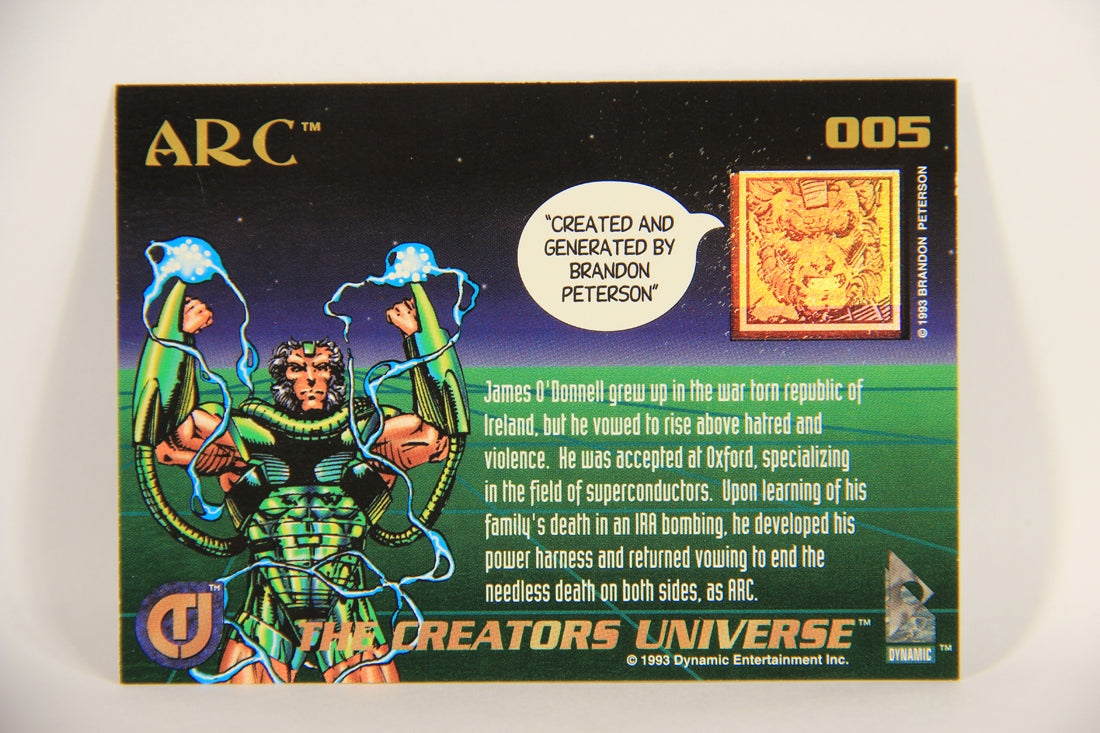 ARC™
005
"CREATED AND
GENERATED BY
BRANDON
PETERSON"
© 1993 BRANDON PETERSON
James O'Donnell grew up in the war torn republic of
Ireland, but he vowed to rise above hatred and
violence. He was accepted at Oxford, specializing
in the field of superconductors. Upon learning of his
family's death in an IRA bombing, he developed his
power harness and returned vowing to end the
needless death on both sides, as ARC.
CU™
THE CREATORS UNIVERSE™
© 1993 Dynamic Entertainment Inc.
DYNAMIC™